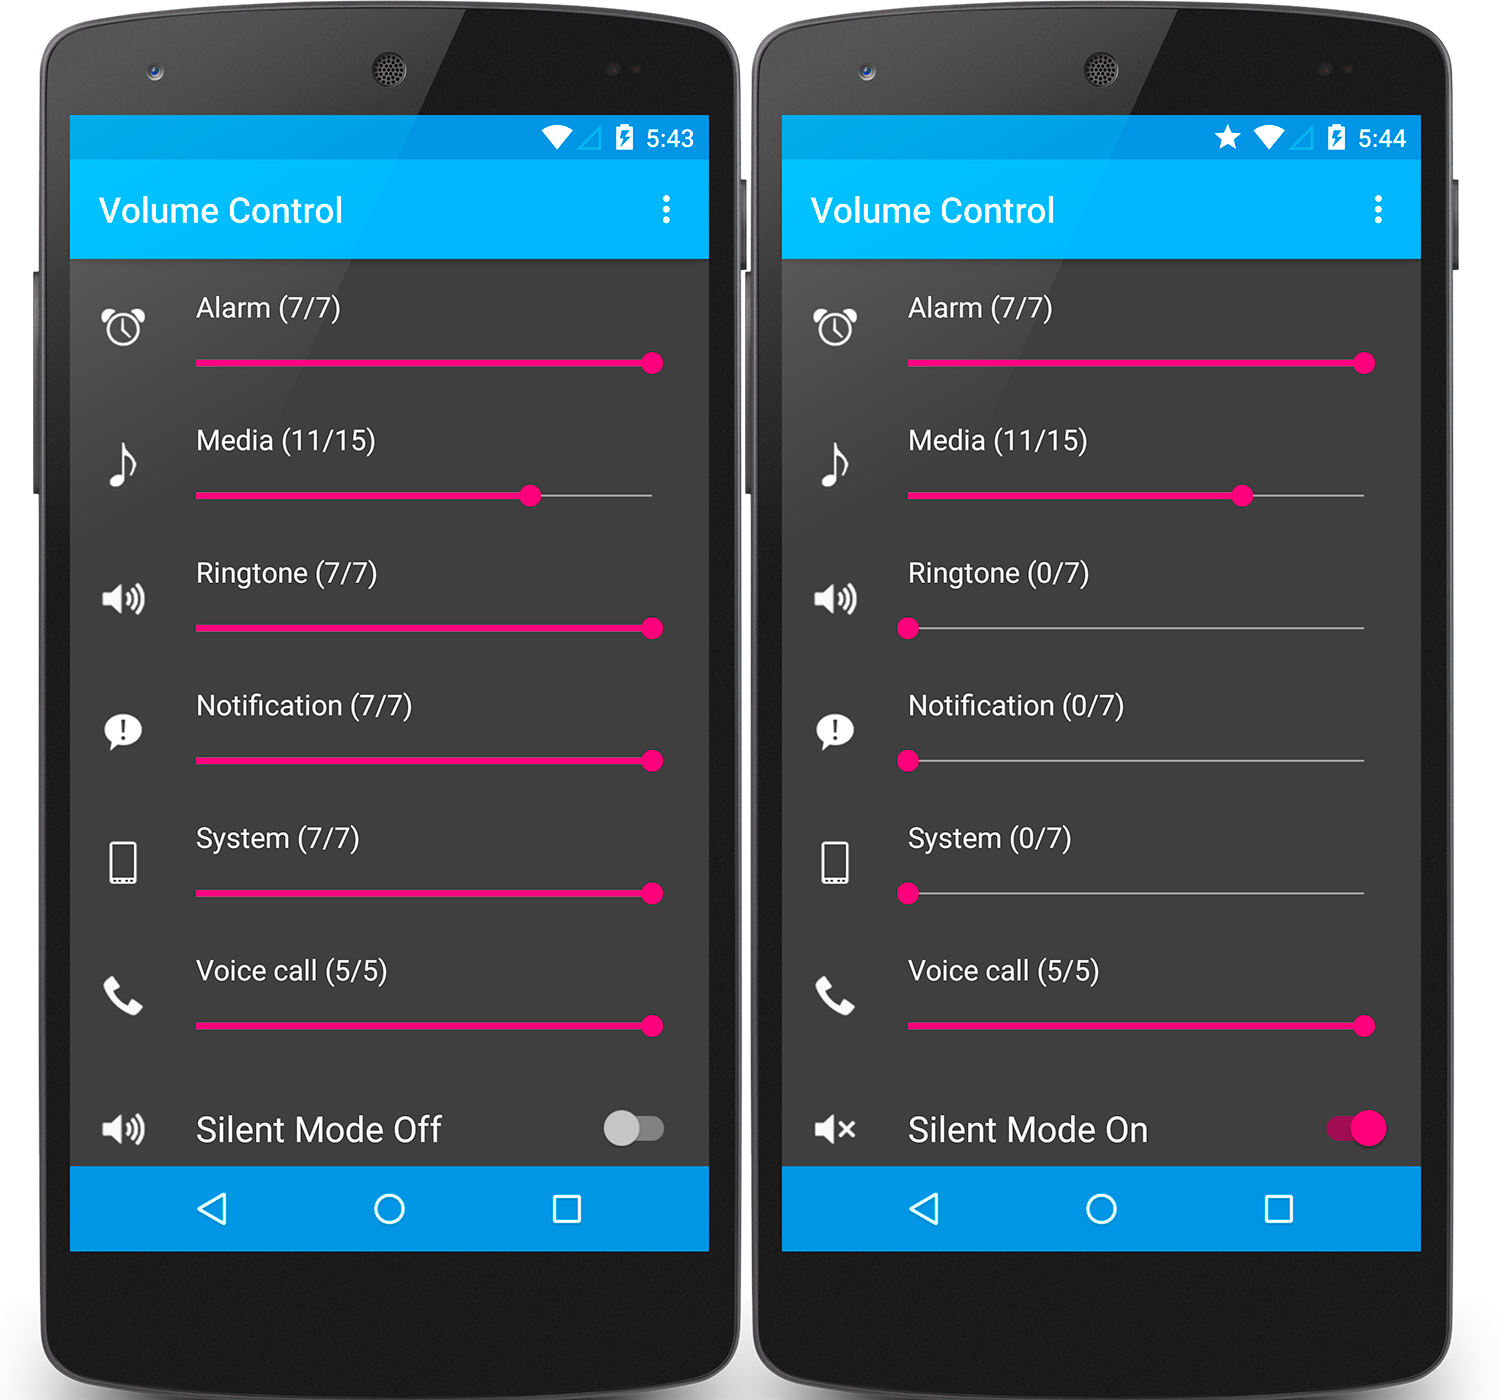 5:43
Volume Control
Alarm (7/7)
Media (11/15)
Ringtone (7/7)
Notification (7/7)
System (7/7)
Voice call (5/5)
Silent Mode Off
5:44
Volume Control
Alarm (7/7)
Media (11/15)
Ringtone (0/7)
Notification (0/7)
System (0/7)
Voice call (5/5)
Silent Mode On